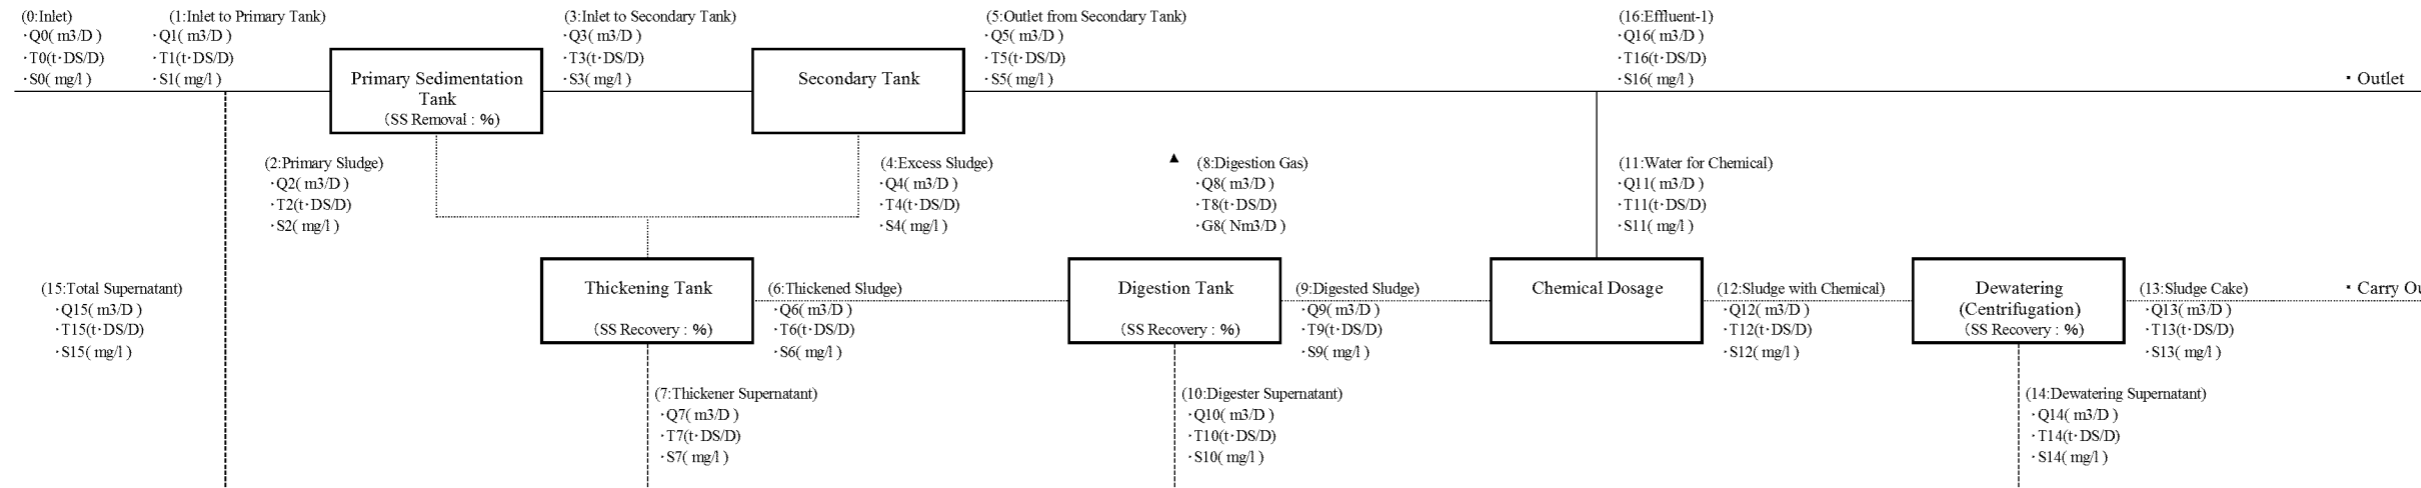 (0:Inlet)
・Q0( m3/D )
・T0(t・DS/D)
・S0( mg/l )
(1:Inlet to Primary Tank)
・Q1( m3/D )
・T1(t・DS/D)
・S1( mg/l )
Primary Sedimentation
Tank
(SS Removal : %)
(3:Inlet to Secondary Tank)
・Q3( m3/D )
・T3(t・DS/D)
・S3( mg/l )
Secondary Tank
(5:Outlet from Secondary Tank)
・Q5( m3/D )
・T5(t・DS/D)
・S5( mg/l )
(16:Effluent-1)
・Q16( m3/D )
・T16(t・DS/D)
・S16( mg/l )
・Outlet
(2:Primary Sludge)
・Q2( m3/D )
・T2(t・DS/D)
・S2( mg/l )
(4:Excess Sludge)
・Q4( m3/D )
・T4(t・DS/D)
・S4( mg/l )
(8:Digestion Gas)
・Q8( m3/D )
・T8(t・DS/D)
・G8( Nm3/D )
(11:Water for Chemical)
・Q11( m3/D )
・T11(t・DS/D)
・S11( mg/l )
(15:Total Supernatant)
・Q15( m3/D )
・T15(t・DS/D)
・S15( mg/l )
Thickening Tank
(SS Recovery : %)
(6:Thickened Sludge)
・Q6( m3/D )
・T6(t・DS/D)
・S6( mg/l )
Digestion Tank
(SS Recovery : %)
(9:Digested Sludge)
・Q9( m3/D )
・T9(t・DS/D)
・S9( mg/l )
Chemical Dosage
(12:Sludge with Chemical)
・Q12( m3/D )
・T12(t・DS/D)
・S12( mg/l )
Dewatering
(Centrifugation)
(SS Recovery : %)
(13:Sludge Cake)
・Q13( m3/D )
・T13(t・DS/D)
・S13( mg/l )
・Carry Ou
(7:Thickener Supernatant)
・Q7( m3/D )
・T7(t・DS/D)
・S7( mg/l )
(10:Digester Supernatant)
・Q10( m3/D )
・T10(t・DS/D)
・S10( mg/l )
(14:Dewatering Supernatant)
・Q14( m3/D )
・T14(t・DS/D)
・S14( mg/l )